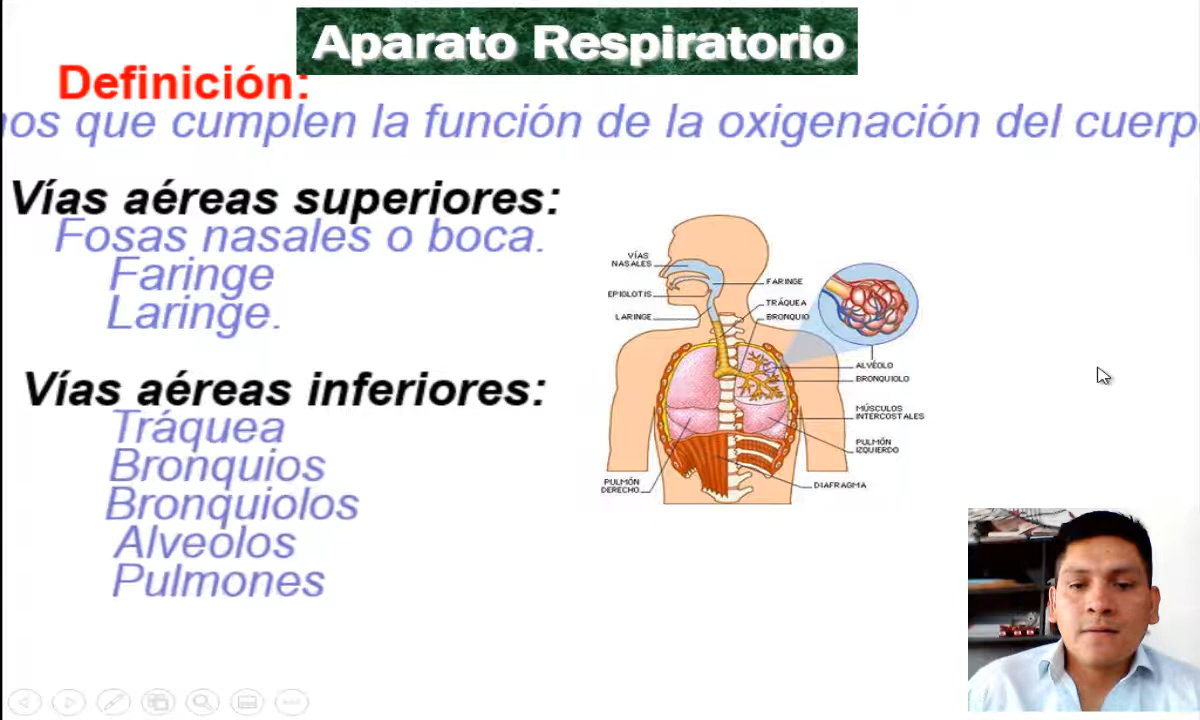 Aparato Respiratorio
Definición:
nos que cumplen la función de la oxigenación del cuerp
Vías aéreas superiores:
Fosas nasales o boca.
Faringe
Laringe.
Vías aéreas inferiores:
Tráquea
Bronquios
Bronquiolos
Alveolos
Pulmones
VÍAS
NASALES
EPIGLOTIS
LARINGE
FARINGE
TRÁQUEA
BRONQUIO
ALVÉOLO
BRONQUIOLO
MÚSCULOS
INTERCOSTALES
PULMÓN
IZQUIERDO
DIAFRAGMA
PULMÓN
DERECHO